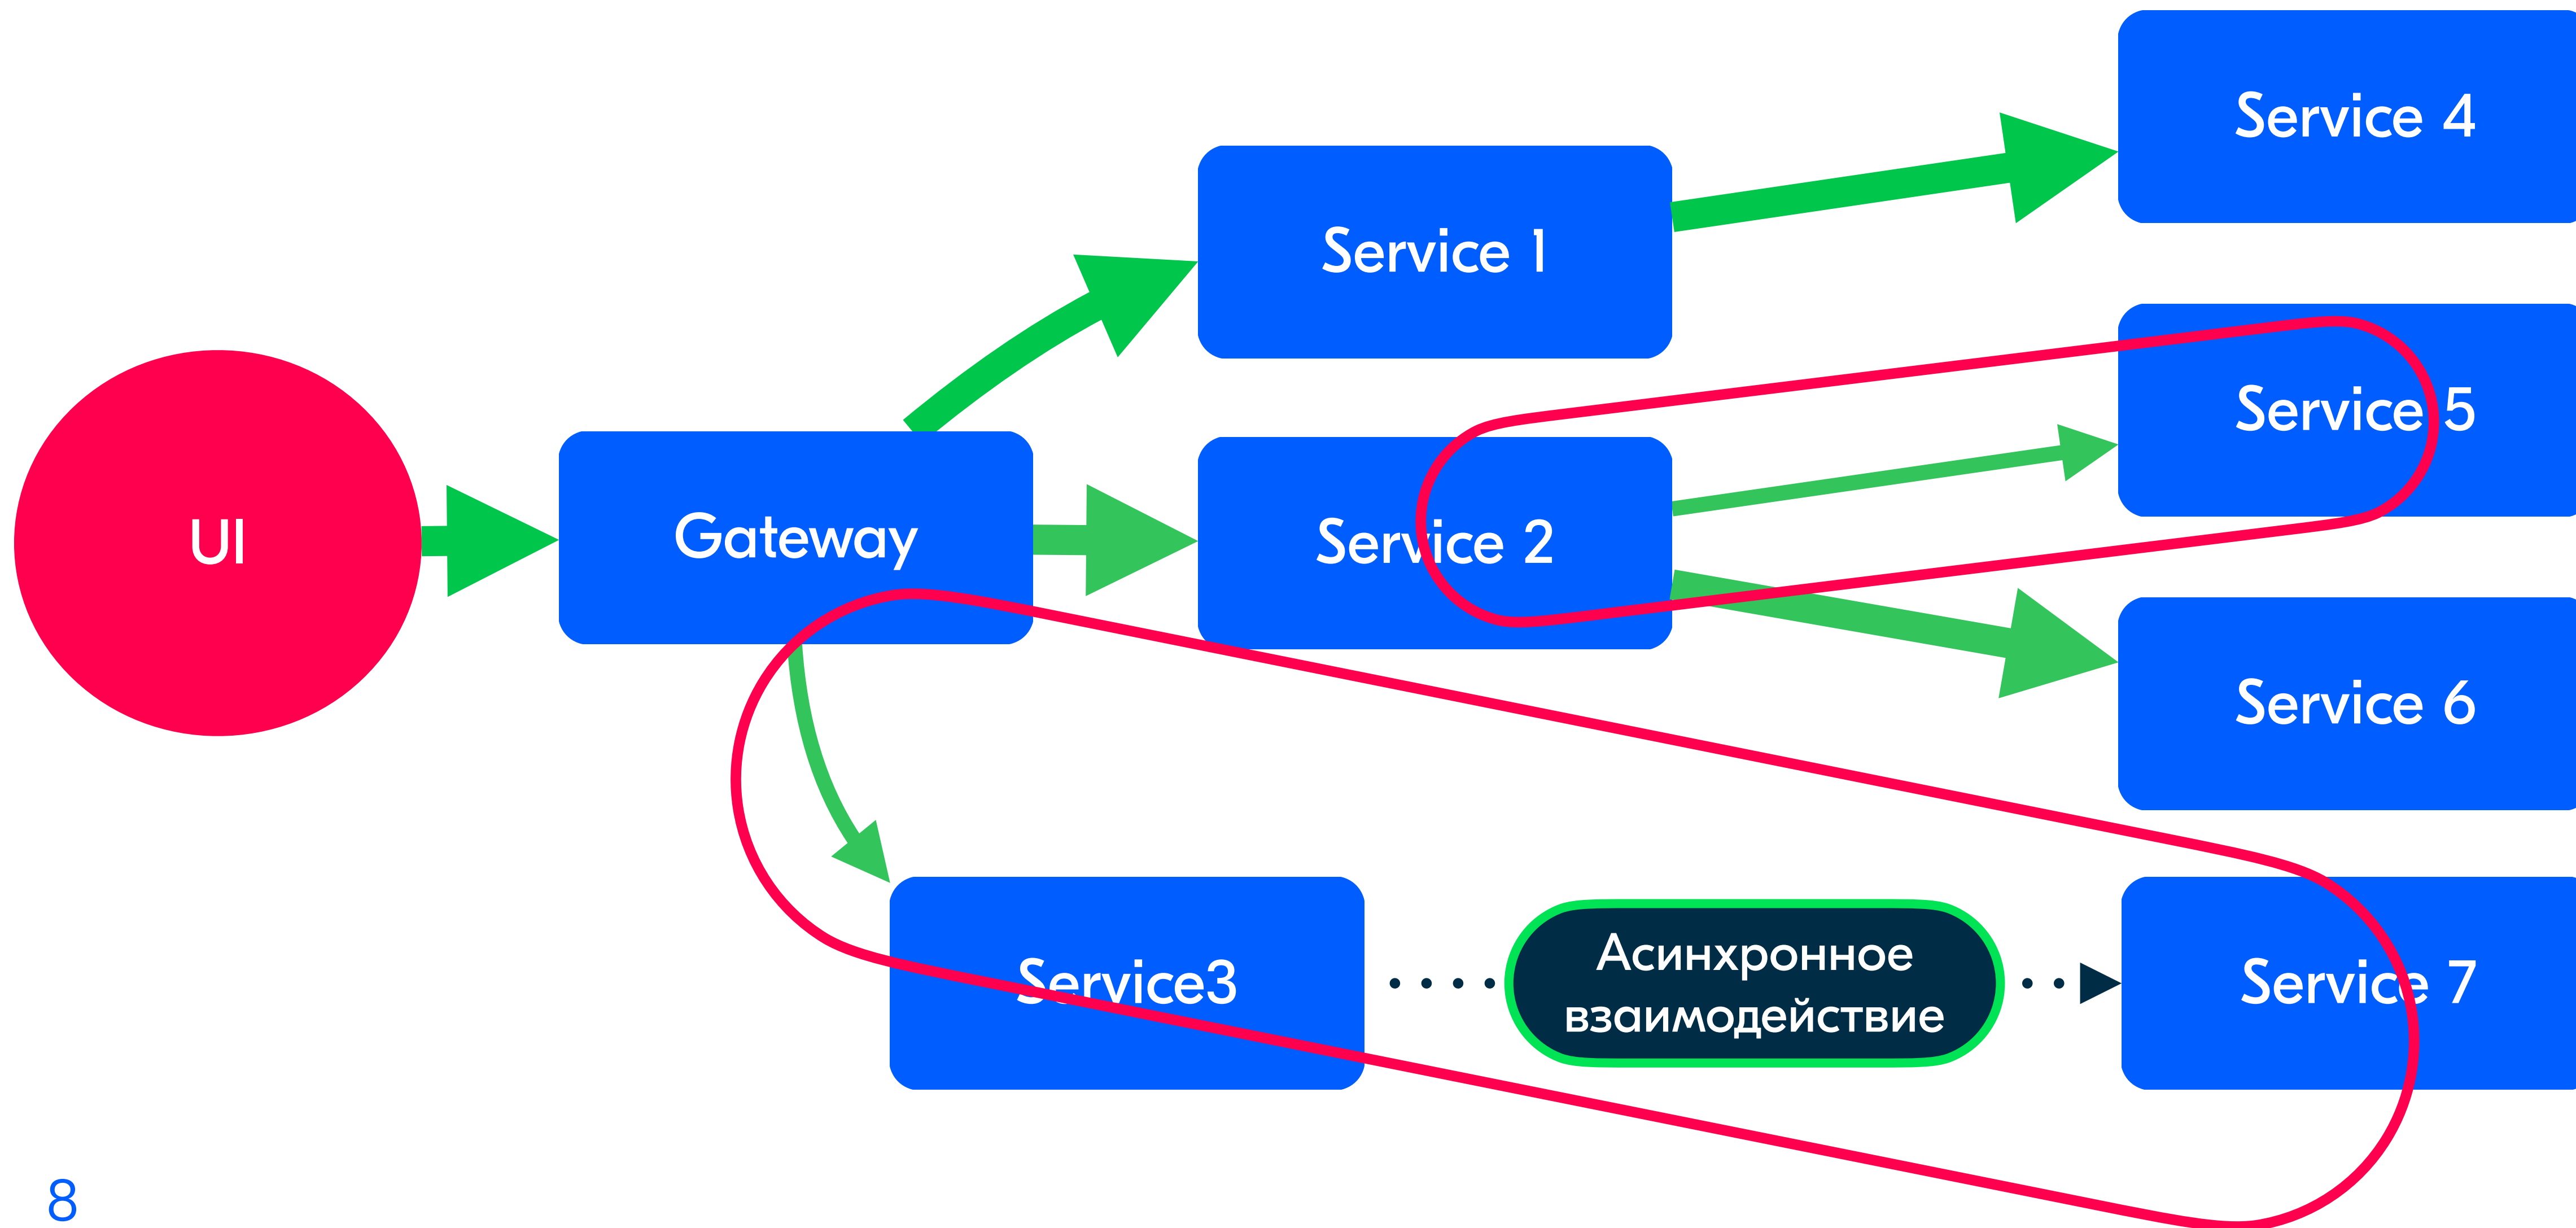 Service 4
Service 1
Service 5
UI
Gateway
Service 2
Service 6
Service3
Асинхронное
взаимодействие
Service 7
8